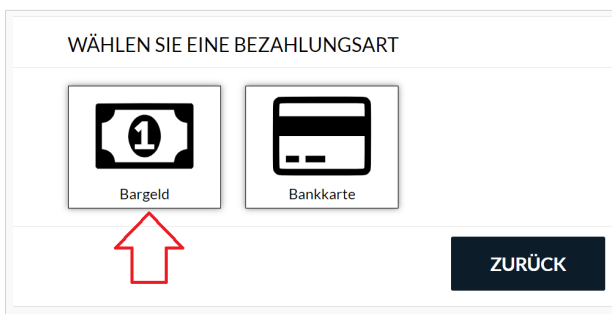 WÄHLEN SIE EINE BEZAHLUNGSART
1
Bargeld
Bankkarte
ZURÜCK